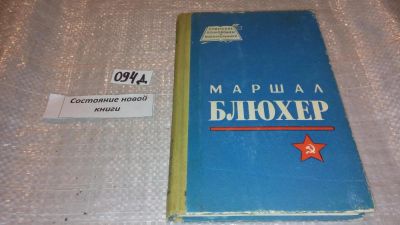 094д
Состояние новой
книги
МАРШАЛ
БЛЮХЕР